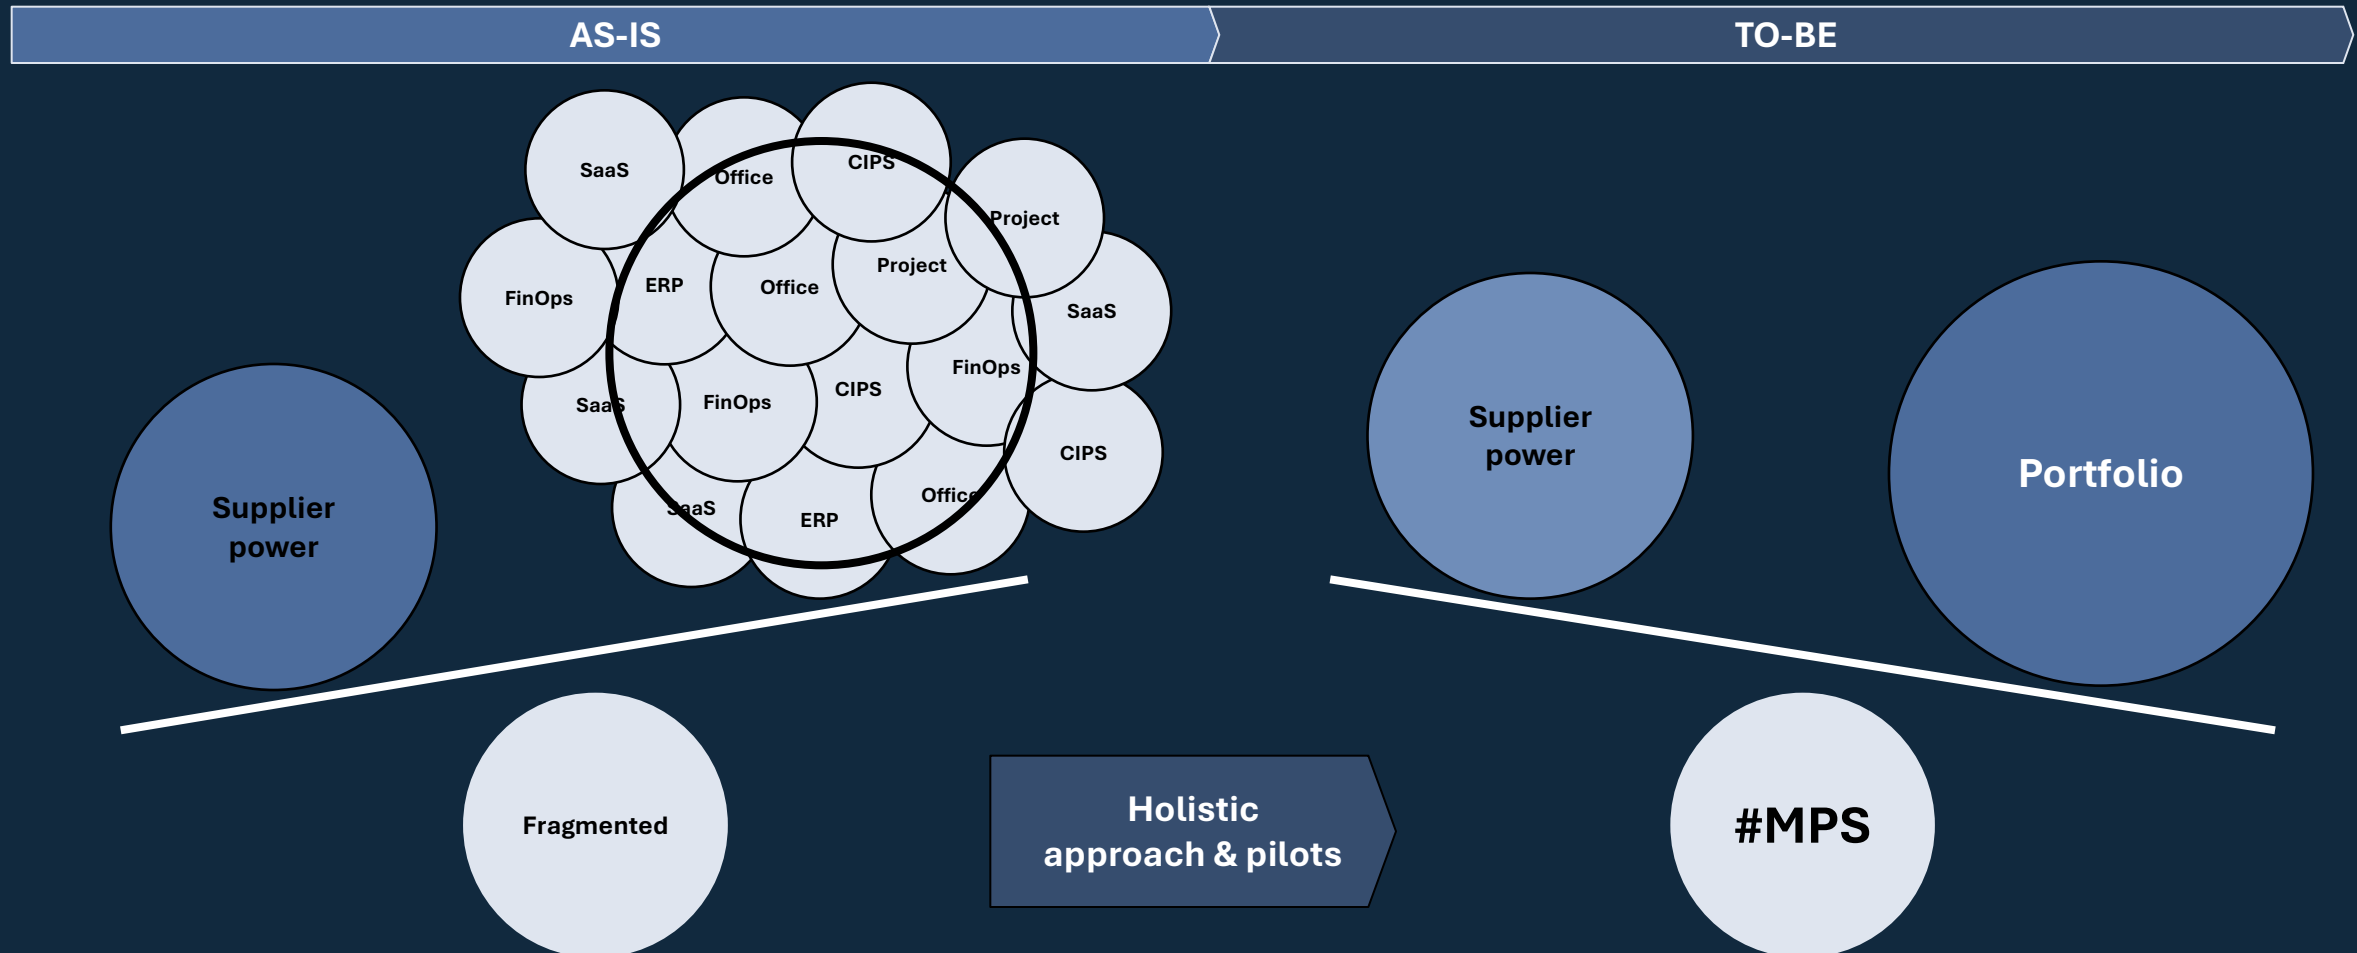 AS-IS
TO-BE
SaaS
Office
CIPS
Project
FinOps
ERP
Office
Project
SaaS
SaaS
FinOps
CIPS
FinOps
CIPS
SaaS
ERP
Office
Supplier
power
Supplier
power
Portfolio
Fragmented
Holistic
approach & pilots
#MPS